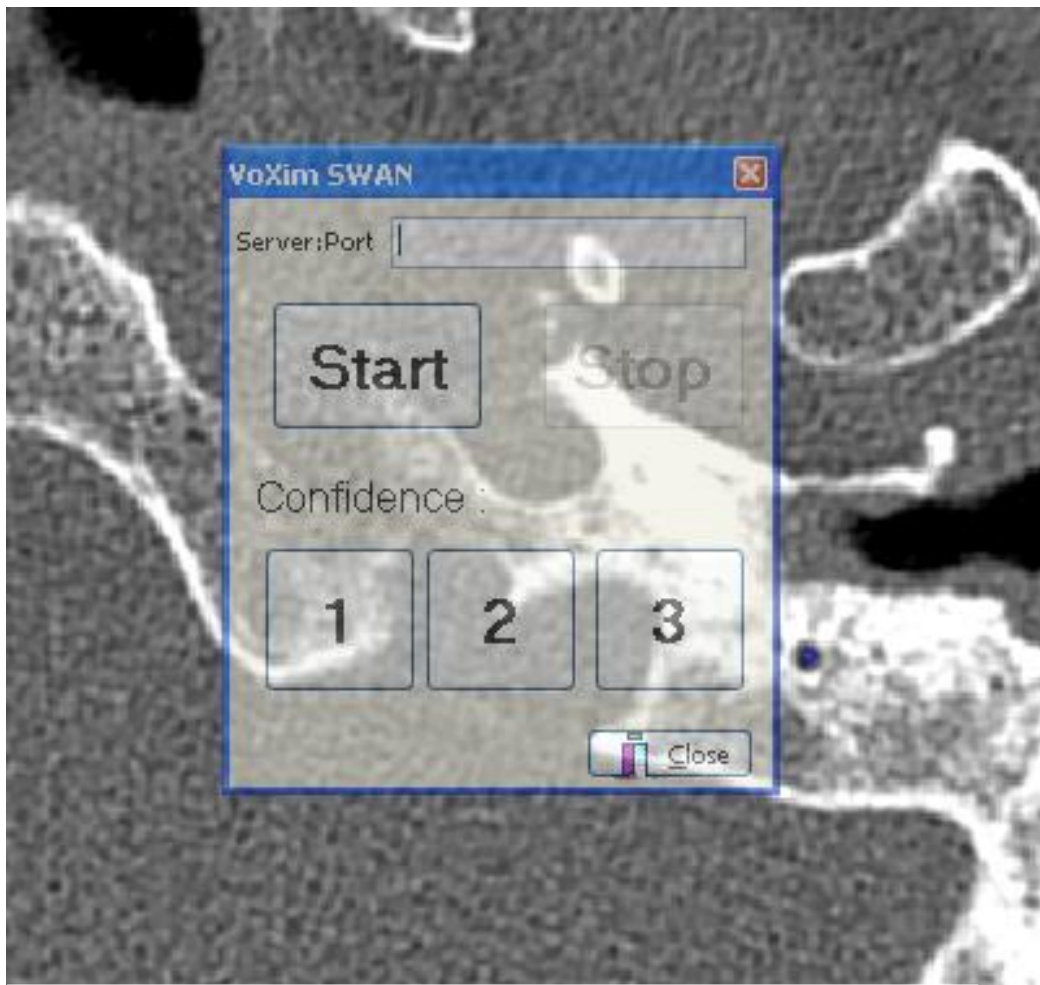 VoXim SWAN
Server:Port
Start Stop
Confidence :
1 2 3
Close